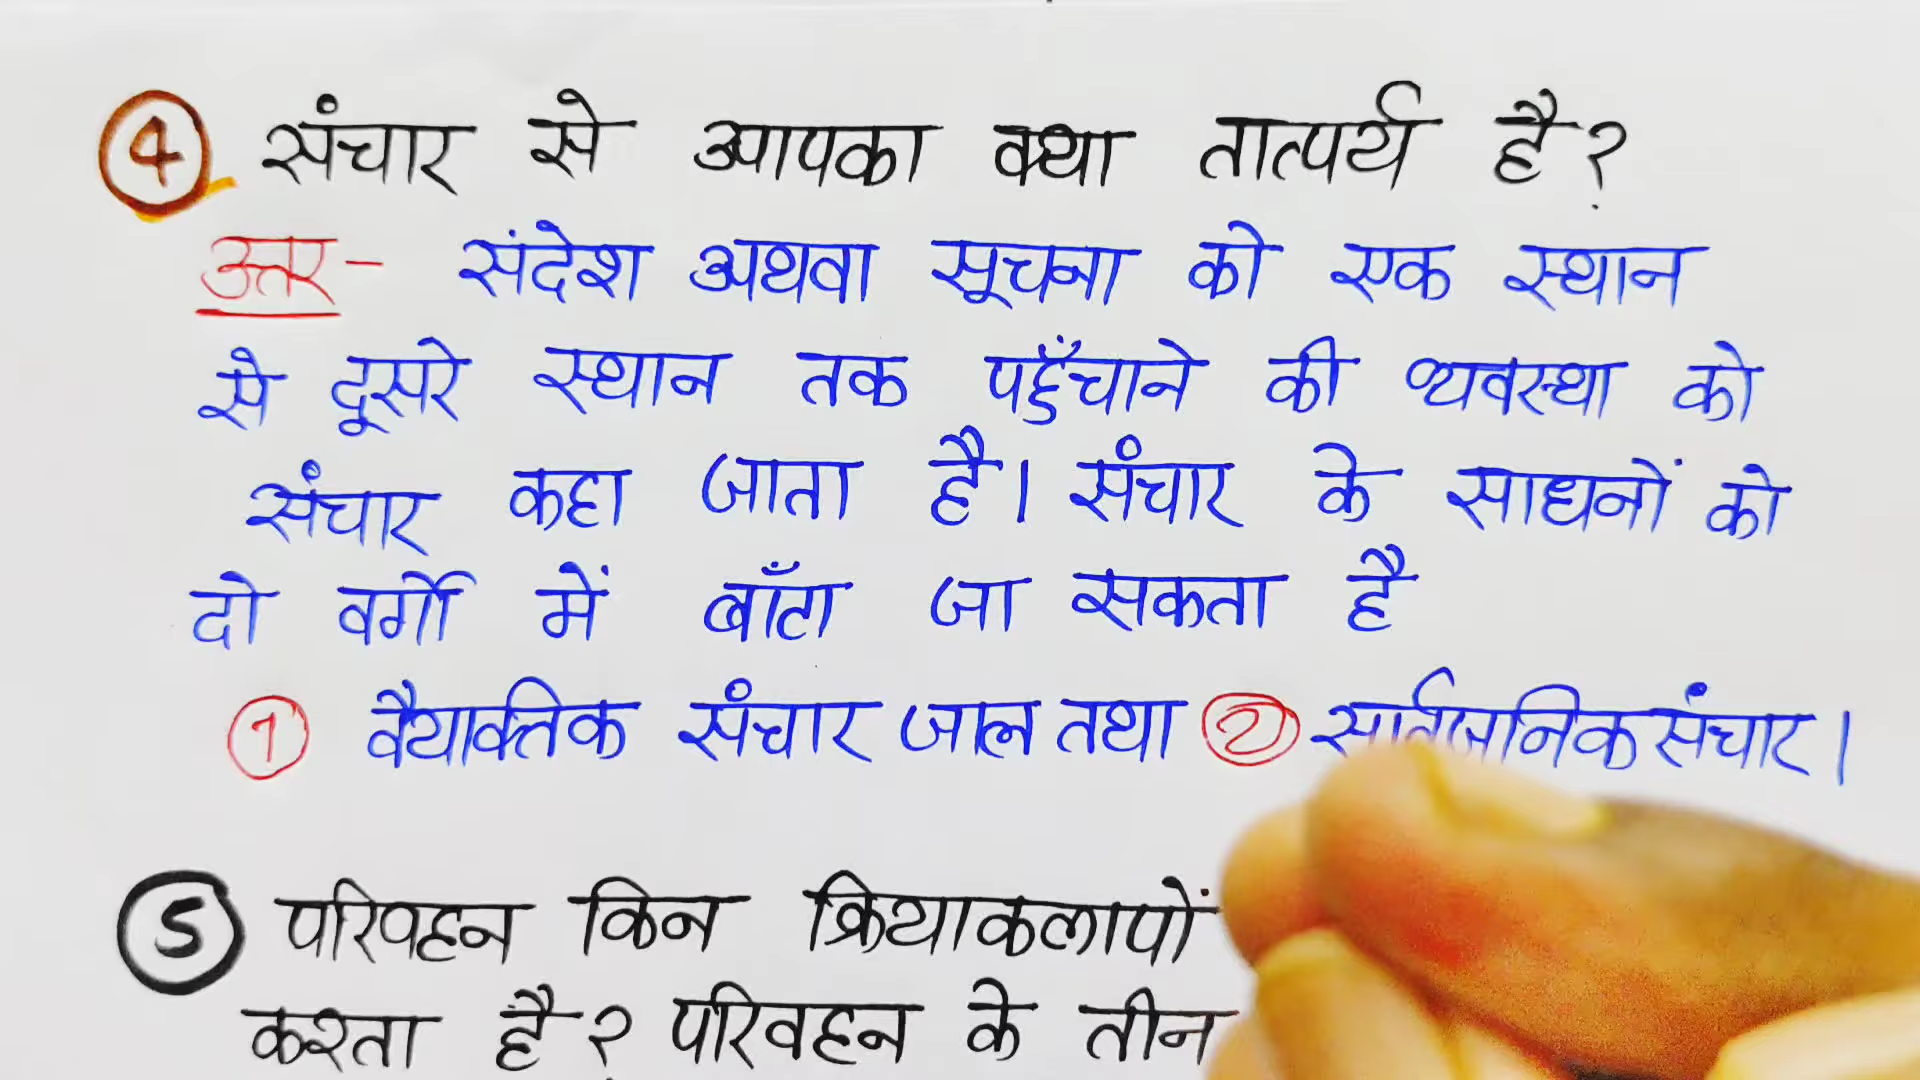 4 संचार से आपका क्या तात्पर्य है?
उत्तर- संदेश अथवा सूचना को एक स्थान
से दूसरे स्थान तक पहुँचाने की व्यवस्था को
संचार कहा जाता है। संचार के साधनों को
दो वर्गों में बाँटा जा सकता है
1 वैयाक्तिक संचार जाल तथा 2 सार्वजनिक संचार।
5 परिवहन किन क्रियाकलापों
करता है? परिवहन के तीन